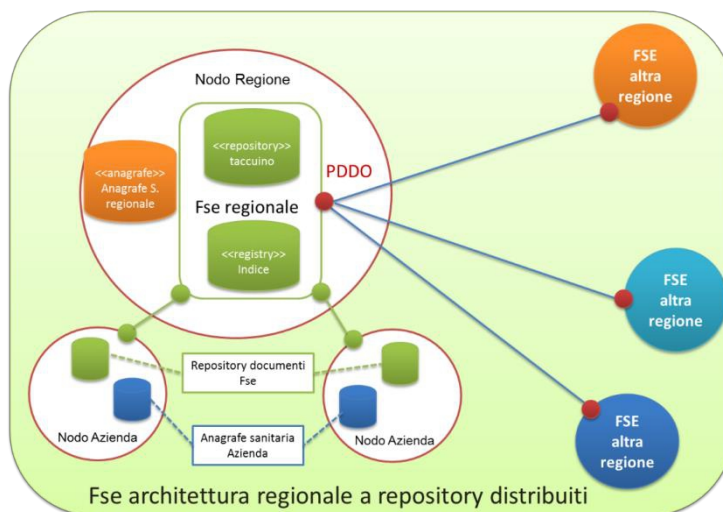 Nodo Regione
<<repository>>
taccuino
<<anagrafe>>
Anagrafe S.
regionale
Fse regionale
<<registry>>
Indice
PDDO
FSE
altra
regione
FSE
altra
regione
FSE
altra
regione
Repository documenti
Fse
Anagrafe sanitaria
Azienda
Nodo Azienda
Nodo Azienda
Fse architettura regionale a repository distribuiti